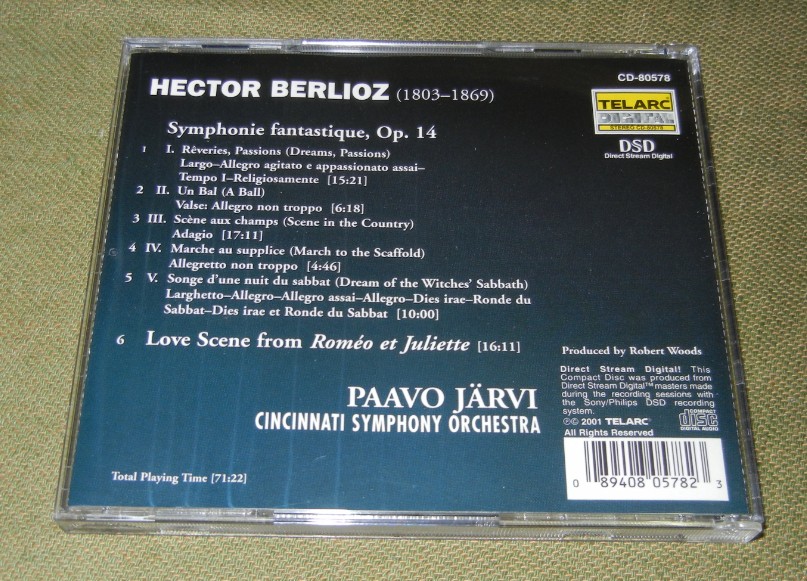 HECTOR BERLIOZ (1803–1869)
CD-80578
TELARC
DIGITAL
STEREO CD-80578
DSD
Direct Stream Digital
Symphonie fantastique, Op. 14
1 I. Rêveries, Passions (Dreams, Passions)
Largo–Allegro agitato e appassionato assai–
Tempo I–Religiosamente [15:21]
2 II. Un Bal (A Ball)
Valse: Allegro non troppo [6:18]
3 III. Scène aux champs (Scene in the Country)
Adagio [17:11]
4 IV. Marche au supplice (March to the Scaffold)
Allegretto non troppo [4:46]
5 V. Songe d'une nuit du sabbat (Dream of the Witches' Sabbath)
Larghetto–Allegro–Allegro assai–Allegro–Dies irae–Ronde du
Sabbat–Dies irae et Ronde du Sabbat [10:00]
6 Love Scene from Roméo et Juliette [16:11]
PAAVO JÄRVI
CINCINNATI SYMPHONY ORCHESTRA
Total Playing Time [71:22]
Produced by Robert Woods
Direct Stream Digital! This
Compact Disc was produced from
Direct Stream Digital™ masters made
during the recording sessions with
the Sony/Philips DSD recording
system.
℗© 2001 TELARC®
All Rights Reserved
COMPACT
disc
DIGITAL AUDIO
0 89408 05782 3